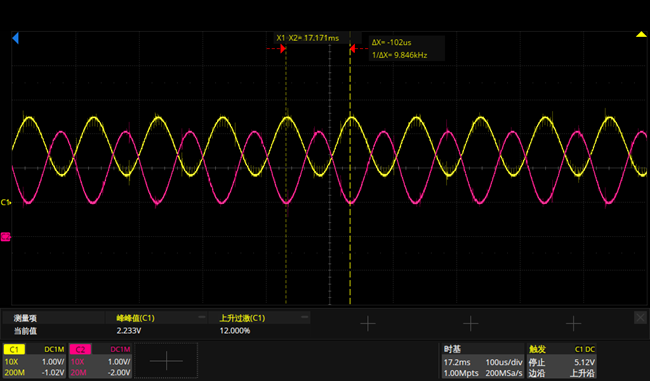 X1 X2= 17.171ms
ΔX= -102us
1/ΔX= 9.846kHz
C1
C2
测量项 峰峰值(C1) 上升过激(C1)
当前值 2.233V 12.000%
C1 DC1M
10X 1.00V/
200M -1.02V
C2 DC1M
10X 1.00V/
20M -2.00V
时基
17.2ms 100us/div
1.00Mpts 200MSa/s
触发 C1 DC
停止 5.12V
边沿 上升沿